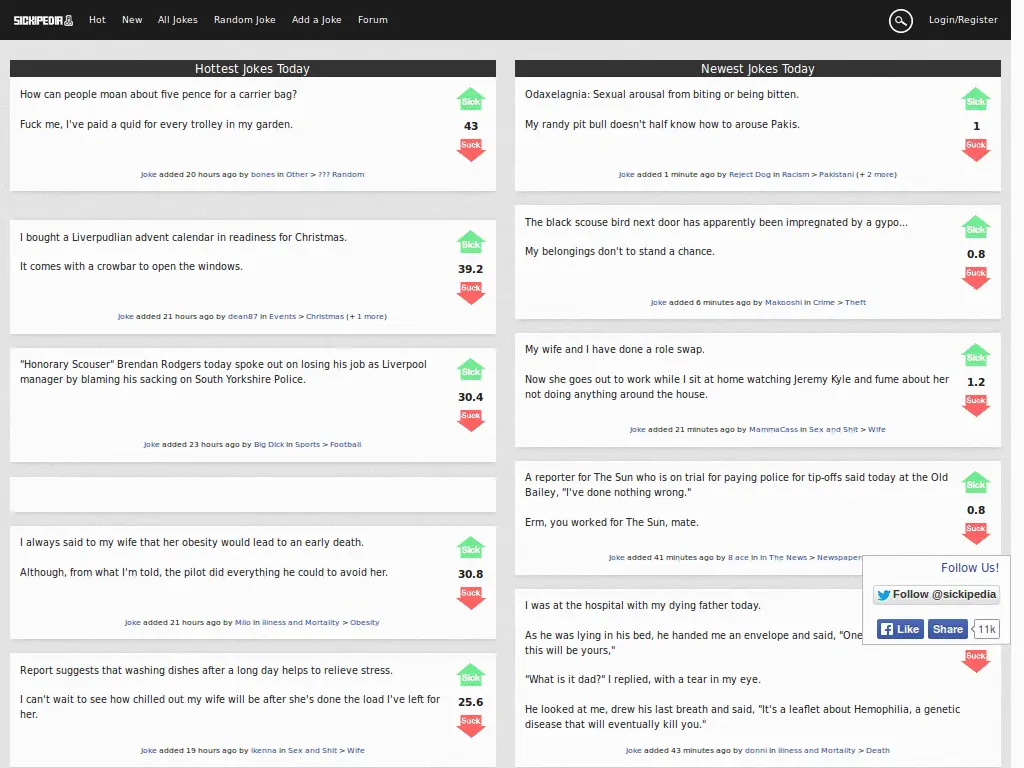 SICKIPEDIA Hot New All Jokes Random Joke Add a Joke Forum Login/Register
Hottest Jokes Today
How can people moan about five pence for a carrier bag?
Fuck me, I've paid a quid for every trolley in my garden.
Sick
43
Suck
Joke added 20 hours ago by bones in Other > ??? Random
I bought a Liverpudlian advent calendar in readiness for Christmas.
It comes with a crowbar to open the windows.
Sick
39.2
Suck
Joke added 21 hours ago by dean87 in Events > Christmas (+ 1 more)
"Honorary Scouser" Brendan Rodgers today spoke out on losing his job as Liverpool
manager by blaming his sacking on South Yorkshire Police.
Sick
30.4
Suck
Joke added 23 hours ago by Big Dick in Sports > Football
I always said to my wife that her obesity would lead to an early death.
Although, from what I'm told, the pilot did everything he could to avoid her.
Sick
30.8
Suck
Joke added 21 hours ago by Milo in Illness and Mortality > Obesity
Report suggests that washing dishes after a long day helps to relieve stress.
I can't wait to see how chilled out my wife will be after she's done the load I've left for
her.
Sick
25.6
Suck
Joke added 19 hours ago by ikenna in Sex and Shit > Wife
Newest Jokes Today
Odaxelagnia: Sexual arousal from biting or being bitten.
My randy pit bull doesn't half know how to arouse Pakis.
Sick
1
Suck
Joke added 1 minute ago by Reject Dog in Racism > Pakistani (+ 2 more)
The black scouse bird next door has apparently been impregnated by a gypo...
My belongings don't to stand a chance.
Sick
0.8
Suck
Joke added 6 minutes ago by Makooshi in Crime > Theft
My wife and I have done a role swap.
Now she goes out to work while I sit at home watching Jeremy Kyle and fume about her
not doing anything around the house.
Sick
1.2
Suck
Joke added 21 minutes ago by MammaCass in Sex and Shit > Wife
A reporter for The Sun who is on trial for paying police for tip-offs said today at the Old
Bailey, "I've done nothing wrong."
Erm, you worked for The Sun, mate.
Sick
0.8
Suck
Joke added 41 minutes ago by 8 ace in In The News > Newspaper
I was at the hospital with my dying father today.
As he was lying in his bed, he handed me an envelope and said, "One
this will be yours,"
"What is it dad?" I replied, with a tear in my eye.
He looked at me, drew his last breath and said, "It's a leaflet about Hemophilia, a genetic
disease that will eventually kill you."
Suck
Joke added 43 minutes ago by donni in Illness and Mortality > Death
Follow Us!
Follow @sickipedia
Like Share 11k